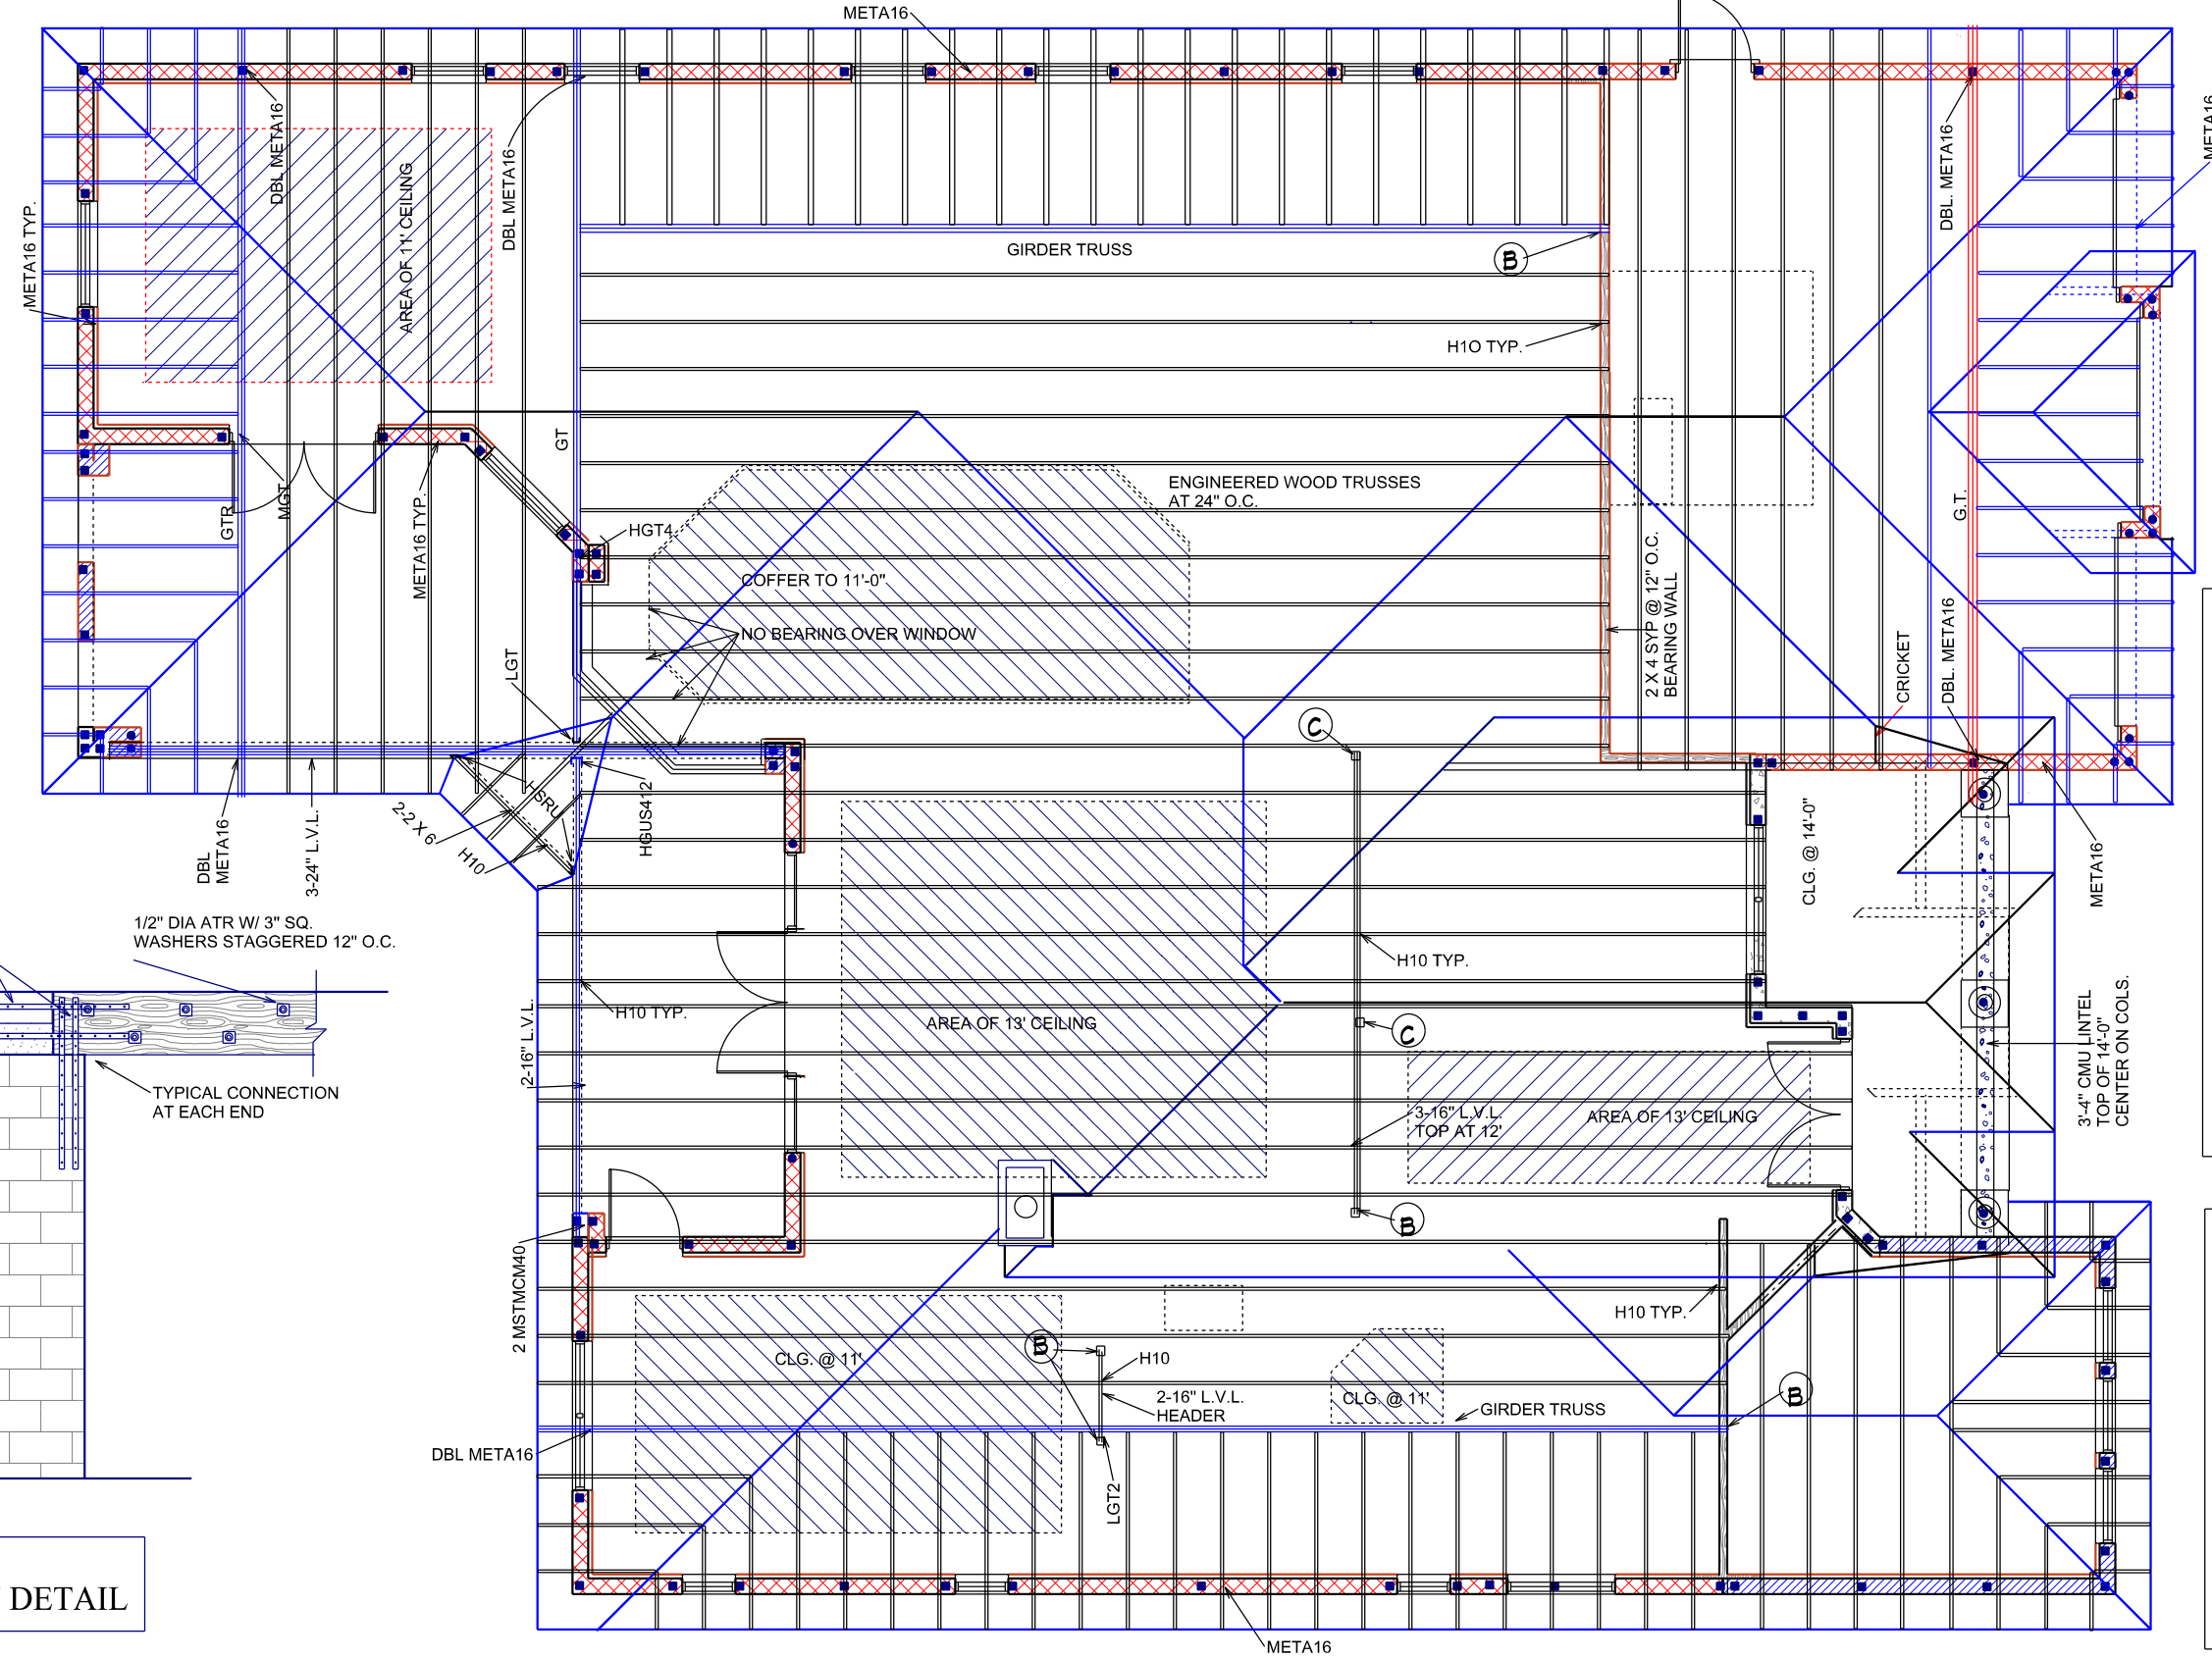 META16
META16
META16 TYP.
DBL META16
AREA OF 11' CEILING
DBL META16
DBL. META16
GIRDER TRUSS
B
H1O TYP.
GT
ENGINEERED WOOD TRUSSES
AT 24" O.C.
GTR
MGT
META16 TYP.
HGT4
COFFER TO 11'-0"
NO BEARING OVER WINDOW
LGT
2 X 4 SYP @ 12" O.C.
BEARING WALL
G.T.
CRICKET
DBL. META16
C
2-2 X 6
HSRU
H10
HGUS412
DBL
META16
3-24" L.V.L.
CLG. @ 14'-0"
META16
1/2" DIA ATR W/ 3" SQ.
WASHERS STAGGERED 12" O.C.
H10 TYP.
H10 TYP.
2-16" L.V.L.
AREA OF 13' CEILING
C
3'-4" CMU LINTEL
TOP OF 14'-0"
CENTER ON COLS.
TYPICAL CONNECTION
AT EACH END
3-16" L.V.L.
TOP AT 12'
AREA OF 13' CEILING
B
2 MSTMCM40
H10 TYP.
B
CLG. @ 11'
H10
2-16" L.V.L.
HEADER
CLG. @ 11'
GIRDER TRUSS
B
DBL META16
LGT2
DETAIL
META16